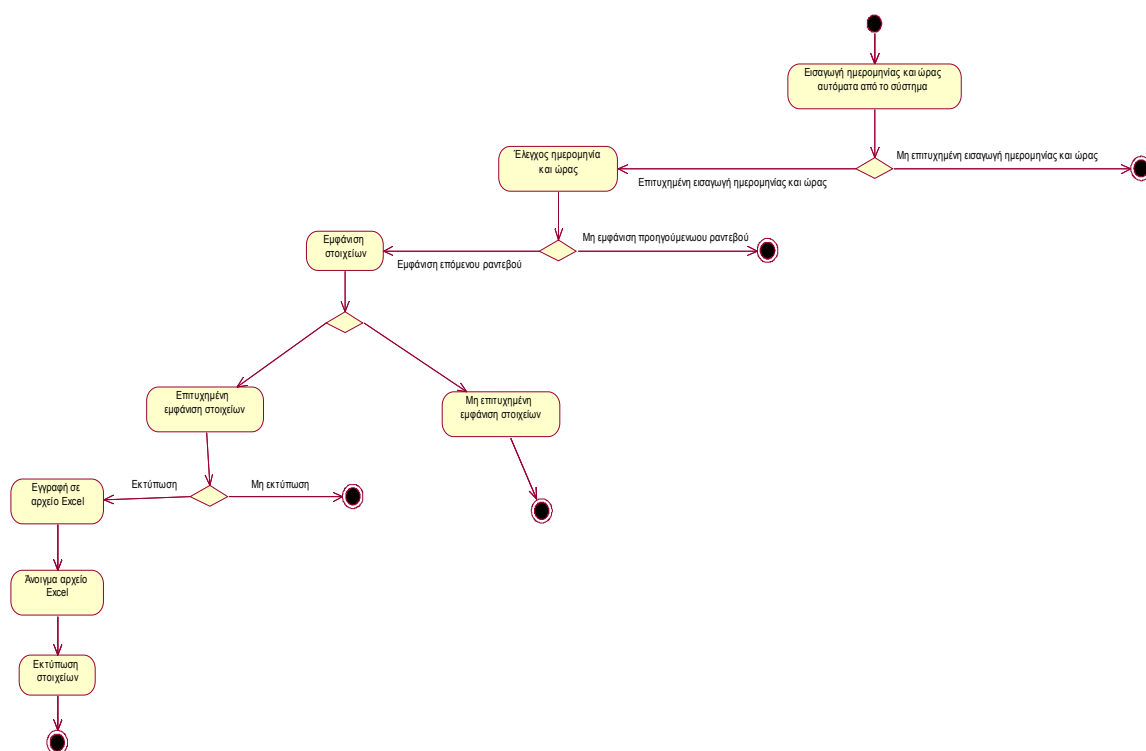 Εισαγωγή ημερομηνίας και ώρας
αυτόματα από το σύστημα
Μη επιτυχημένη εισαγωγή ημερομηνίας και ώρας
Έλεγχος ημερομηνία
και ώρας
Επιτυχημένη εισαγωγή ημερομηνίας και ώρας
Μη εμφάνιση προηγούμενωου ραντεβού
Εμφάνιση
στοιχείων
Εμφάνιση επόμενου ραντεβού
Επιτυχημένη
εμφάνιση στοιχείων
Μη επιτυχημένη
εμφάνιση στοιχείων
Εκτύπωση
Μη εκτύπωση
Εγγραφή σε
αρχείο Excel
Άνοιγμα αρχείο
Excel
Εκτύπωση
στοιχείων